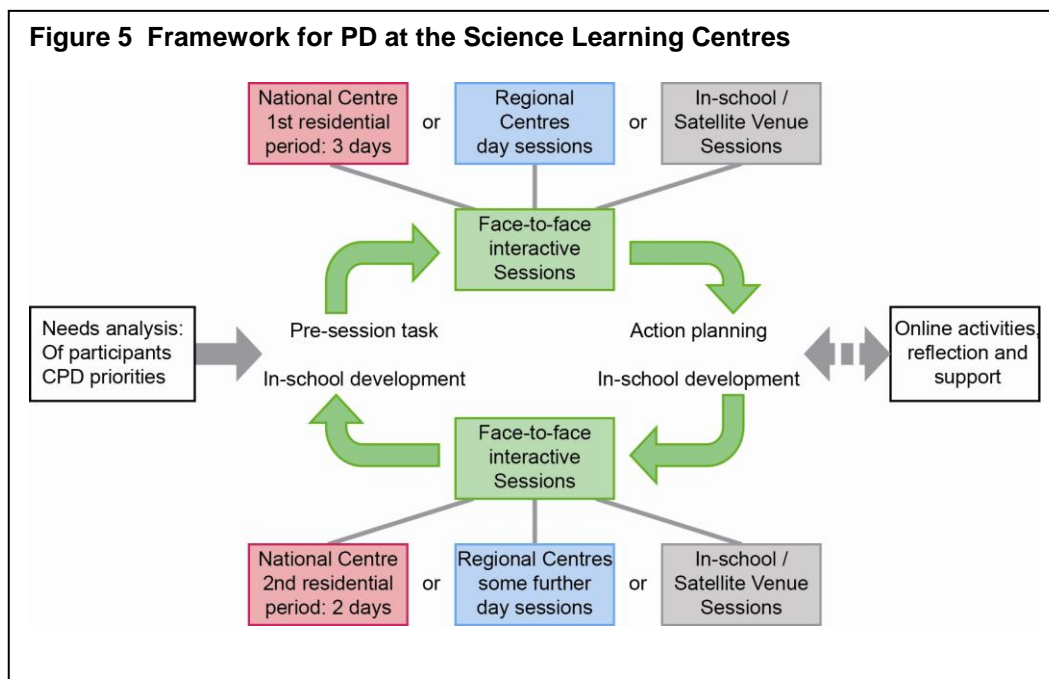 Figure 5  Framework for PD at the Science Learning Centres
National Centre
1st residential
period: 3 days
or
Regional
Centres
day sessions
or
In-school /
Satellite Venue
Sessions
Face-to-face
interactive
Sessions
Needs analysis:
Of participants
CPD priorities
Pre-session task
In-school development
Action planning
In-school development
Online activities,
reflection and
support
Face-to-face
interactive
Sessions
National Centre
2nd residential
period: 2 days
or
Regional Centres
some further
day sessions
or
In-school /
Satellite Venue
Sessions